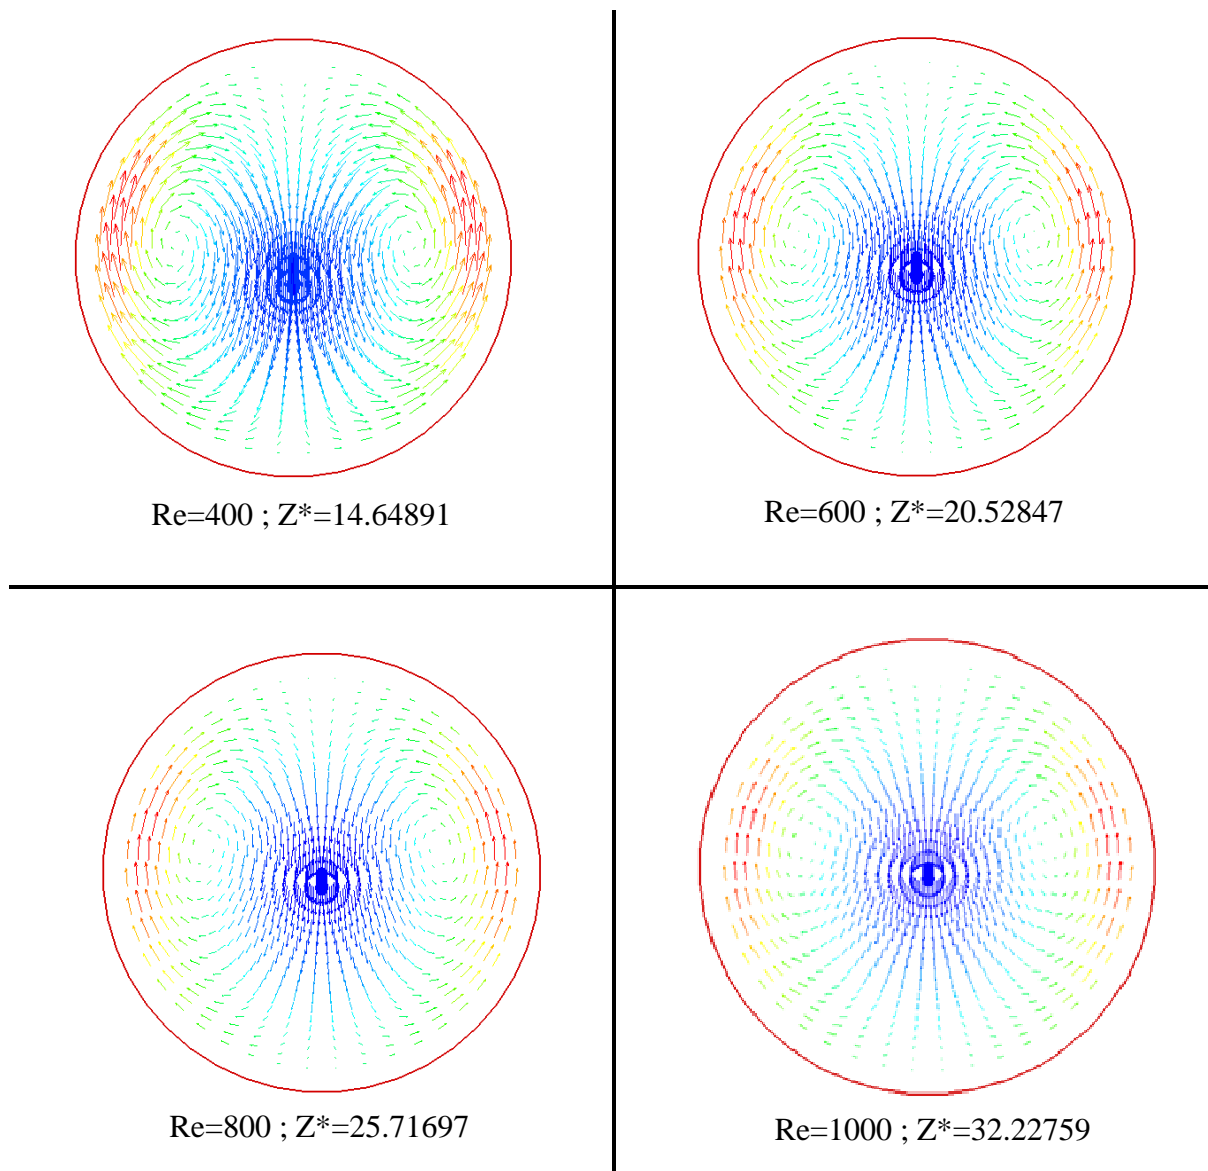 Re=400 ; Z*=14.64891
Re=600 ; Z*=20.52847
Re=800 ; Z*=25.71697
Re=1000 ; Z*=32.22759